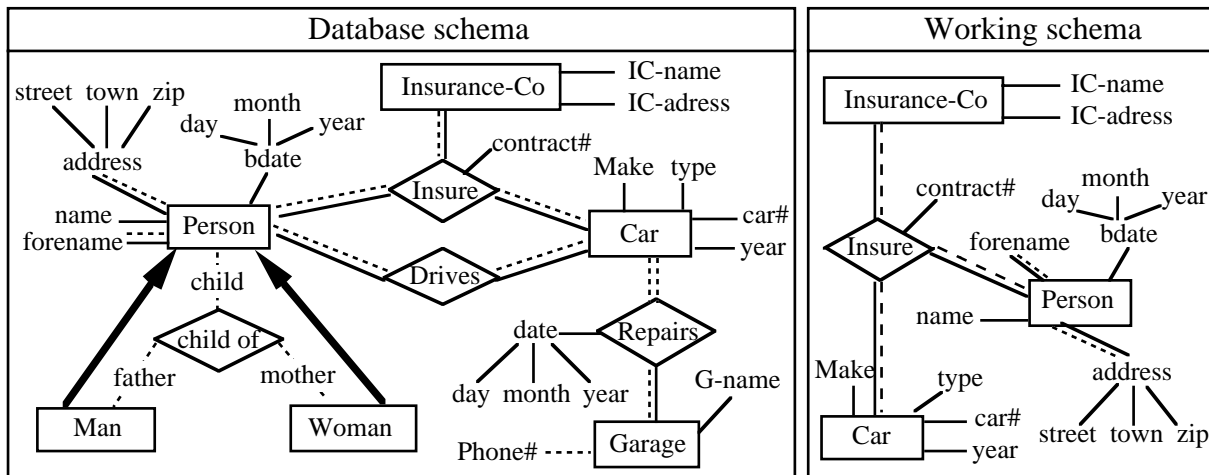 Database schema
Insurance-Co
IC-name
IC-adress
street town zip
month
day
year
address
bdate
contract#
Insure
Make type
name
forename
Person
Car
car#
year
child
Drives
child of
father
mother
date
Repairs
day month year
G-name
Man
Woman
Phone#
Garage
Working schema
Insurance-Co
IC-name
IC-adress
contract#
month
day
year
Insure
forename
bdate
Person
name
Make
type
address
Car
car#
year
street town zip